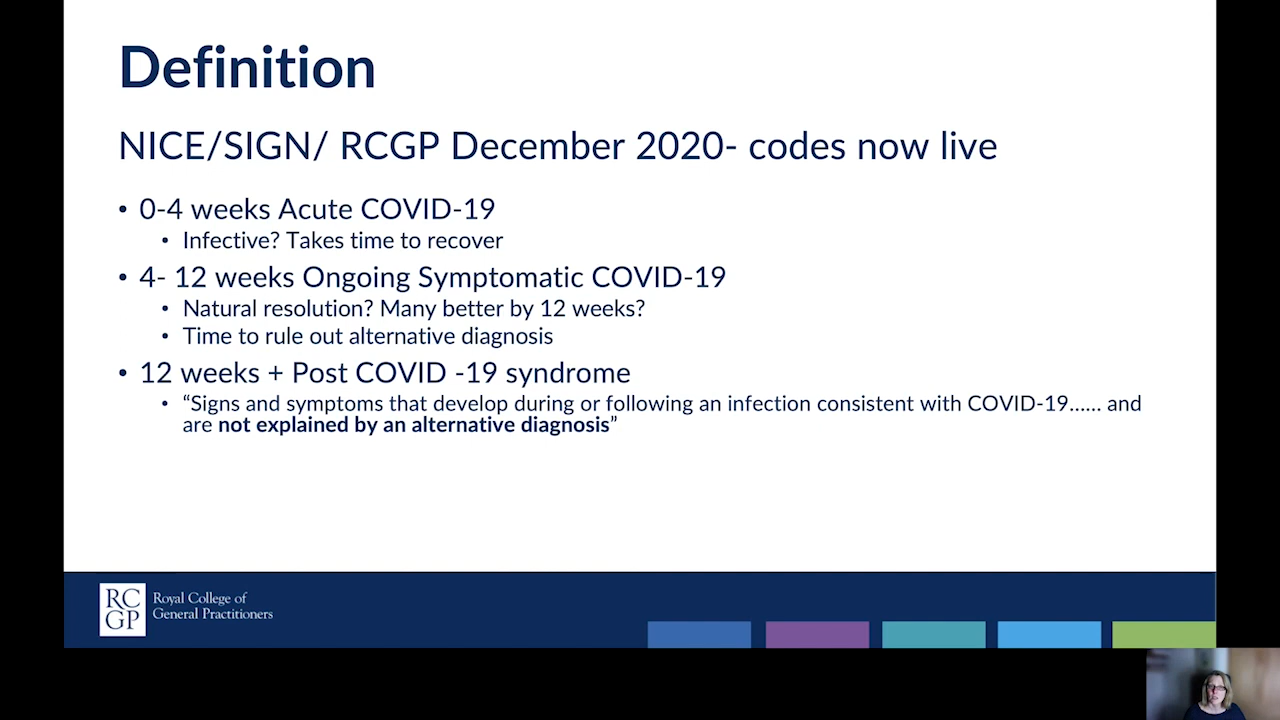 Definition
NICE/SIGN/ RCGP December 2020- codes now live
• 0-4 weeks Acute COVID-19
• Infective? Takes time to recover
• 4- 12 weeks Ongoing Symptomatic COVID-19
• Natural resolution? Many better by 12 weeks?
• Time to rule out alternative diagnosis
• 12 weeks + Post COVID -19 syndrome
• “Signs and symptoms that develop during or following an infection consistent with COVID-19…… and
are not explained by an alternative diagnosis”
RC
GP
Royal College of
General Practitioners